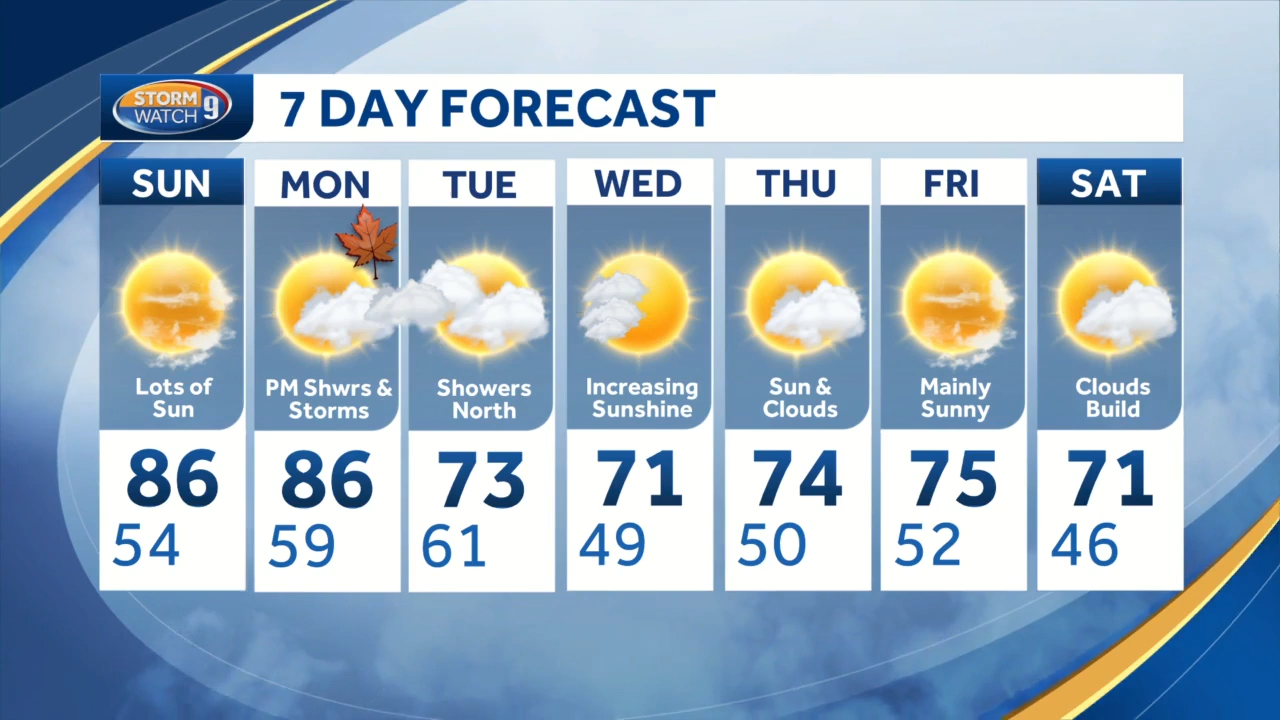 STORM
WATCH 9
7 DAY FORECAST
SUN
MON
TUE
WED
THU
FRI
SAT
Lots of
Sun
PM Shwrs &
Storms
Showers
North
Increasing
Sunshine
Sun &
Clouds
Mainly
Sunny
Clouds
Build
86
86
73
71
74
75
71
54
59
61
49
50
52
46